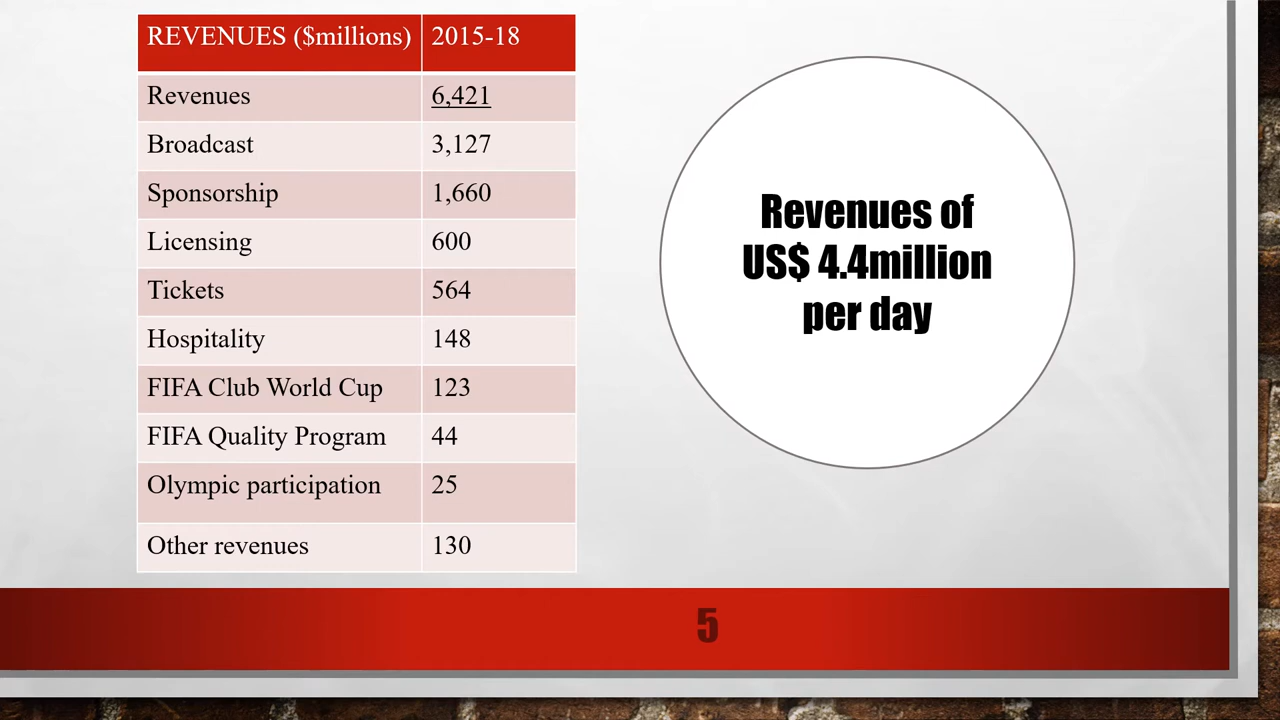 REVENUES ($millions) 2015-18
Revenues 6,421
Broadcast 3,127
Sponsorship 1,660
Licensing 600
Tickets 564
Hospitality 148
FIFA Club World Cup 123
FIFA Quality Program 44
Olympic participation 25
Other revenues 130
Revenues of
US$ 4.4million
per day
5